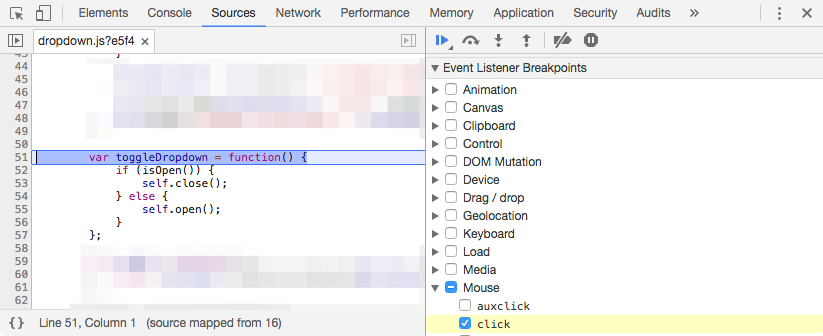 Elements Console Sources Network Performance Memory Application Security Audits »
dropdown.js?e5f4 ×
Event Listener Breakpoints
Animation
Canvas
Clipboard
Control
DOM Mutation
Device
Drag / drop
Geolocation
Keyboard
Load
Media
Mouse
auxclick
click
43 }
44
45
46
47
48
49
50
51 var toggleDropdown = function() {
52 if (isOpen()) {
53 self.close();
54 } else {
55 self.open();
56 }
57 };
58
59
60
61
62
{} Line 51, Column 1 (source mapped from 16)